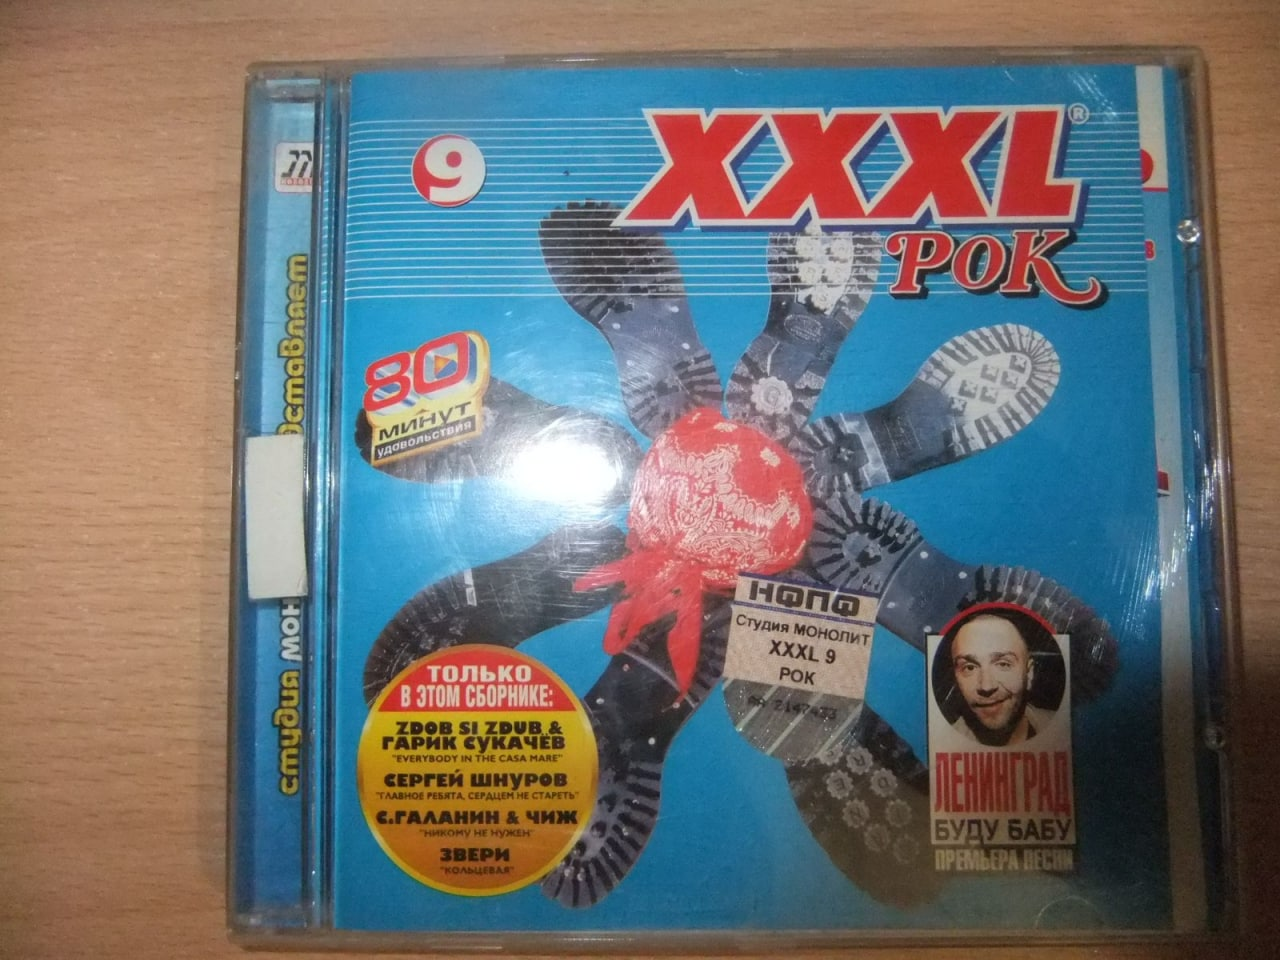 9
XXXL®
РОК
80
МИНУТ
удовольствия
студия
НФПФ
Студия МОНОЛИТ
XXXL 9
РОК
ТОЛЬКО
В ЭТОМ СБОРНИКЕ:
ZDOB SI ZDUB &
ГАРИК СУКАЧЁВ
"EVERYBODY IN THE CASA MARE"
СЕРГЕЙ ШНУРОВ
"ГЛАВНОЕ РЕБЯТА, СЕРДЦЕМ НЕ СТАРЕТЬ"
С.ГАЛАНИН & ЧИЖ
"НИКОМУ НЕ НУЖЕН"
ЗВЕРИ
"КОЛЬЦЕВАЯ"
ЛЕНИНГРАД
БУДУ БАБУ
ПРЕМЬЕРА ПЕСНИ